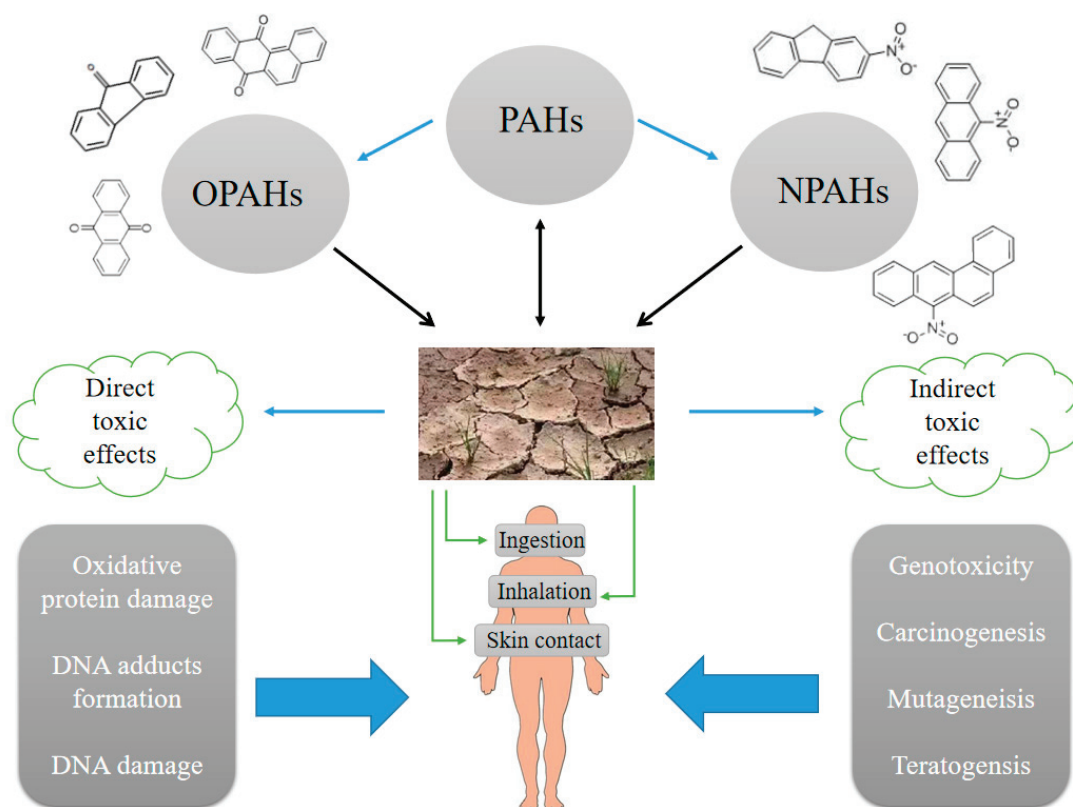 PAHs
OPAHs
NPAHs
O
O
O
O
O
N+
O
O-
N+
O
O-
-O
N+
O
Direct
toxic
effects
Indirect
toxic
effects
Ingestion
Inhalation
Skin contact
Oxidative
protein damage
DNA adducts
formation
DNA damage
Genotoxicity
Carcinogenesis
Mutageneisis
Teratogensis